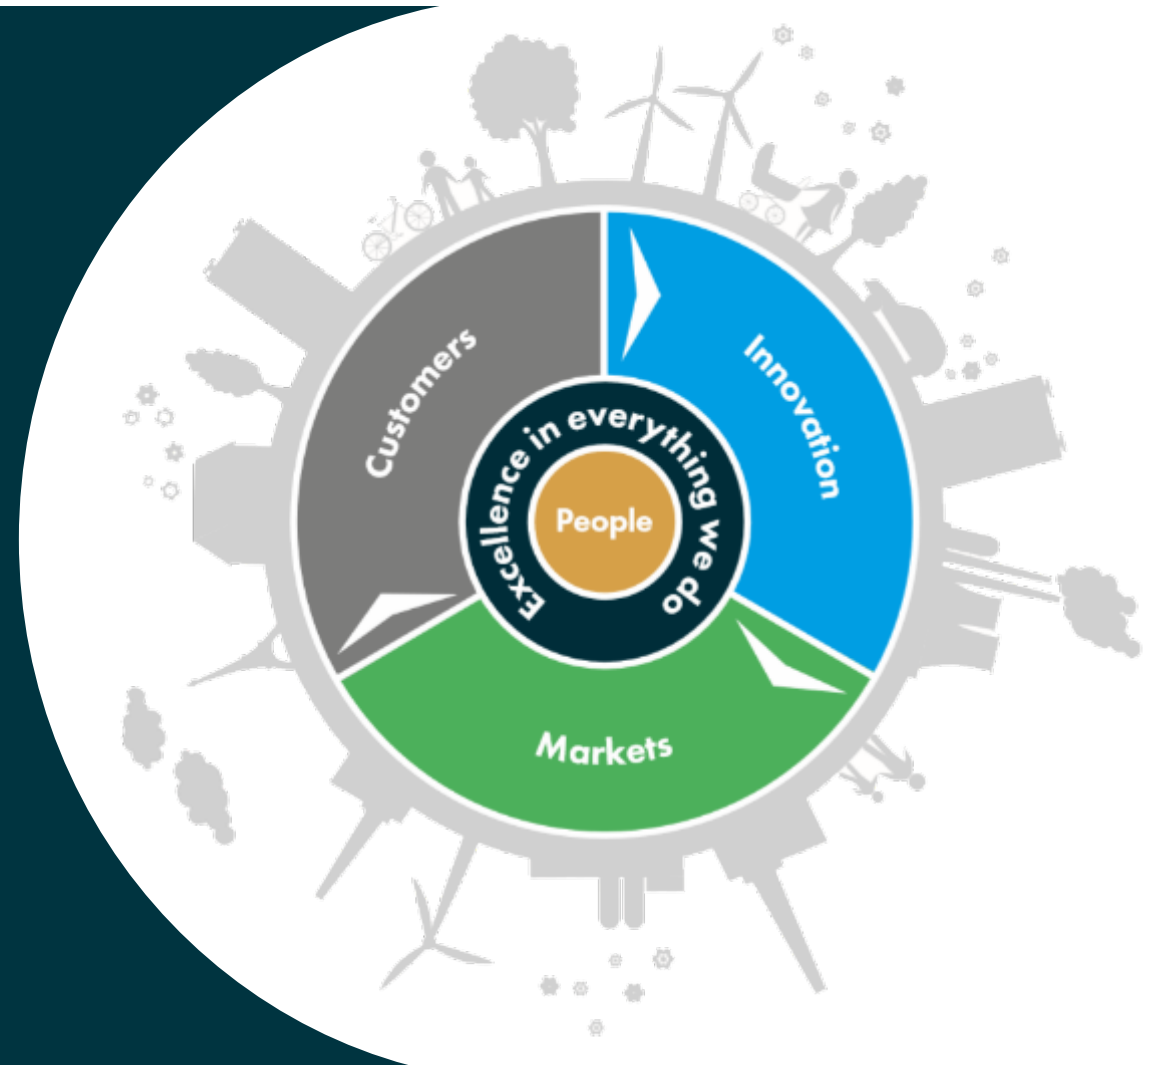 Customers
Innovation
Excellence in everything we do
People
Markets